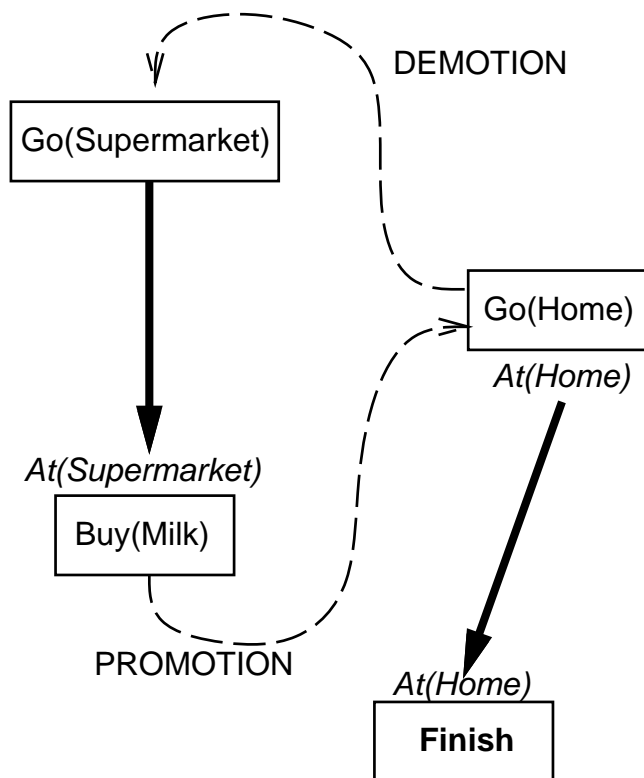 DEMOTION
Go(Supermarket)
Go(Home)
At(Home)
At(Supermarket)
Buy(Milk)
PROMOTION
At(Home)
Finish